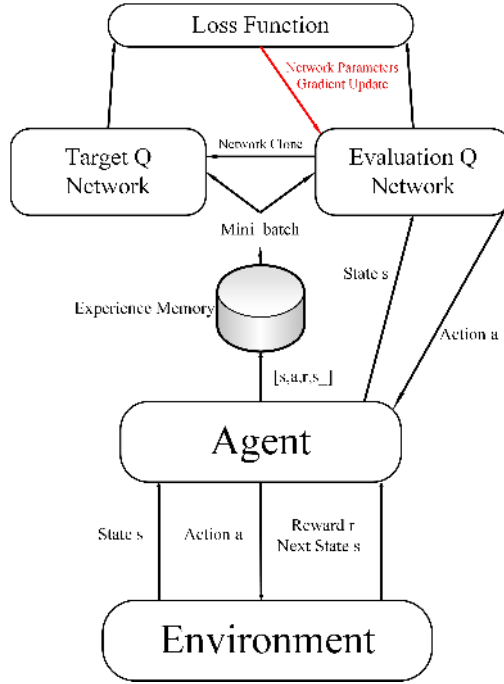 Loss Function
Network Parameters
Gradient Update
Target Q
Network
Network Clone
Evaluation Q
Network
Mini batch
State s
Experience Memory
Action a
[s,a,r,s_]
Agent
State s
Action a
Reward r
Next State s
Environment